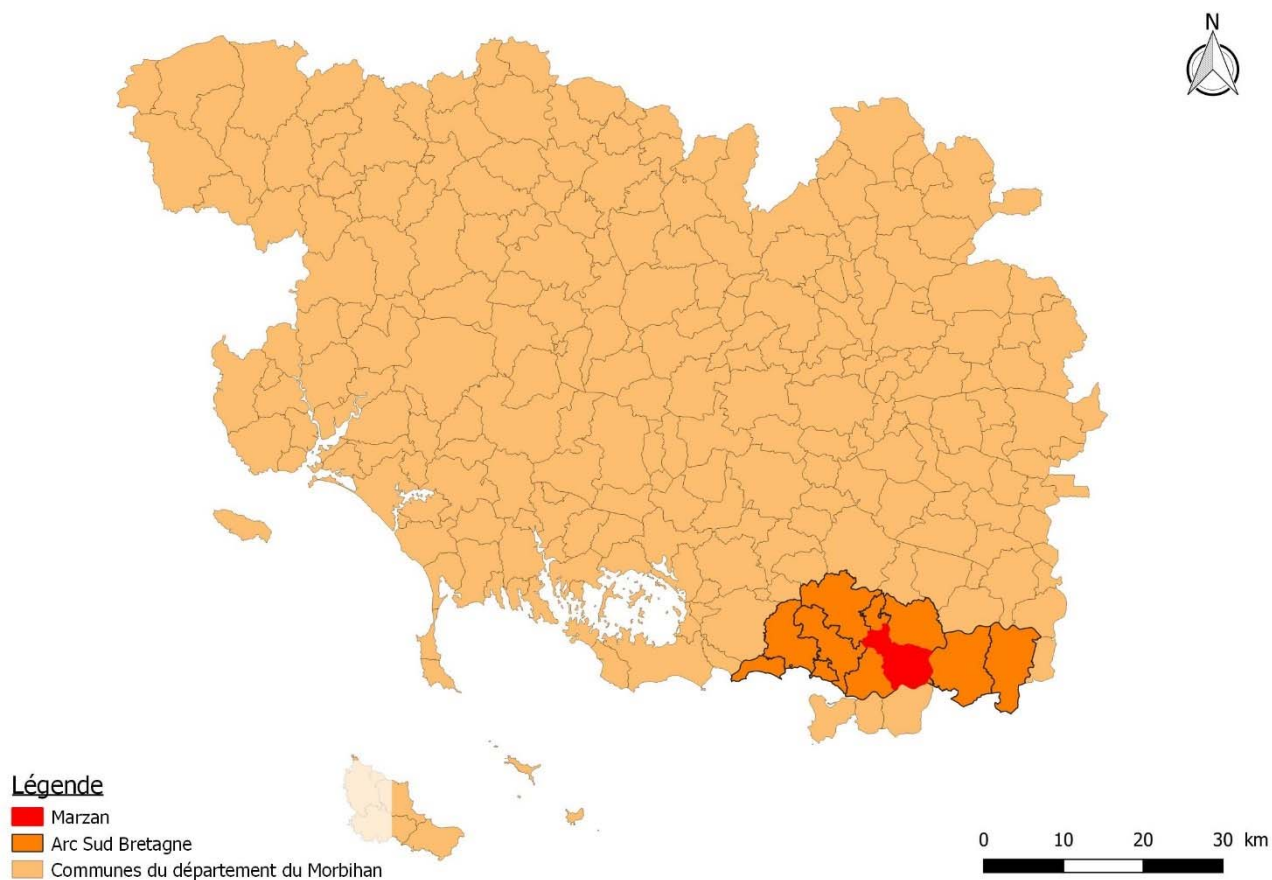 N
Légende
Marzan
Arc Sud Bretagne
Communes du département du Morbihan
0 10 20 30 km